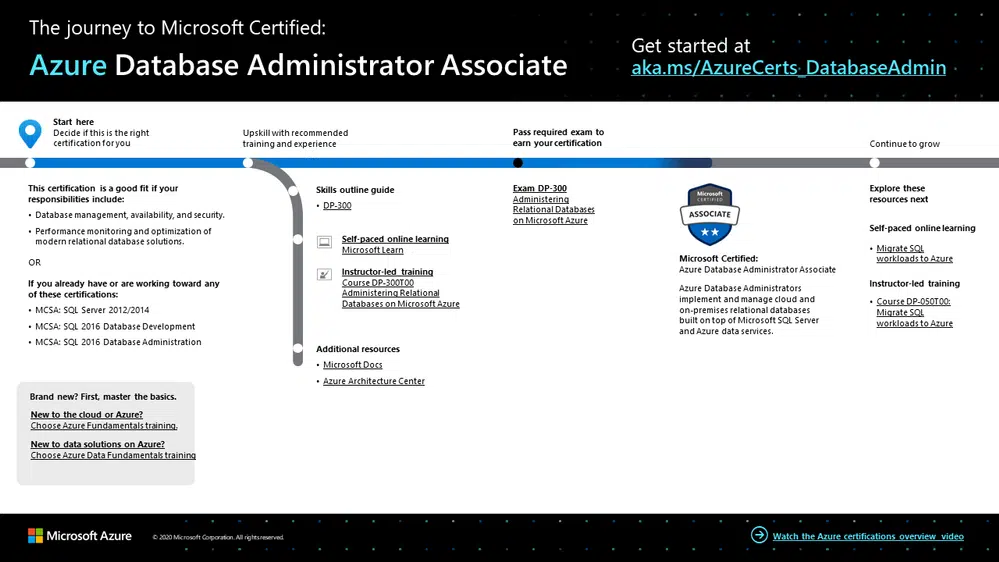 The journey to Microsoft Certified:
Azure Database Administrator Associate
Get started at
aka.ms/AzureCerts_DatabaseAdmin
Start here
Decide if this is the right
certification for you
Upskill with recommended
training and experience
Pass required exam to
earn your certification
Continue to grow
This certification is a good fit if your
responsibilities include:
• Database management, availability, and security.
• Performance monitoring and optimization of
modern relational database solutions.
OR
If you already have or are working toward any
of these certifications:
• MCSA: SQL Server 2012/2014
• MCSA: SQL 2016 Database Development
• MCSA: SQL 2016 Database Administration
Brand new? First, master the basics.
New to the cloud or Azure?
Choose Azure Fundamentals training.
New to data solutions on Azure?
Choose Azure Data Fundamentals training
Skills outline guide
• DP-300
Self-paced online learning
Microsoft Learn
Instructor-led training
Course DP-300T00
Administering Relational
Databases on Microsoft Azure
Additional resources
• Microsoft Docs
• Azure Architecture Center
Exam DP-300
Administering
Relational Databases
on Microsoft Azure
Microsoft
CERTIFIED
ASSOCIATE
Microsoft Certified:
Azure Database Administrator Associate
Azure Database Administrators
implement and manage cloud and
on-premises relational databases
built on top of Microsoft SQL Server
and Azure data services.
Explore these
resources next
Self-paced online learning
• Migrate SQL
workloads to Azure
Instructor-led training
• Course DP-050T00:
Migrate SQL
workloads to Azure
Microsoft Azure
© 2020 Microsoft Corporation. All rights reserved.
Watch the Azure certifications overview video